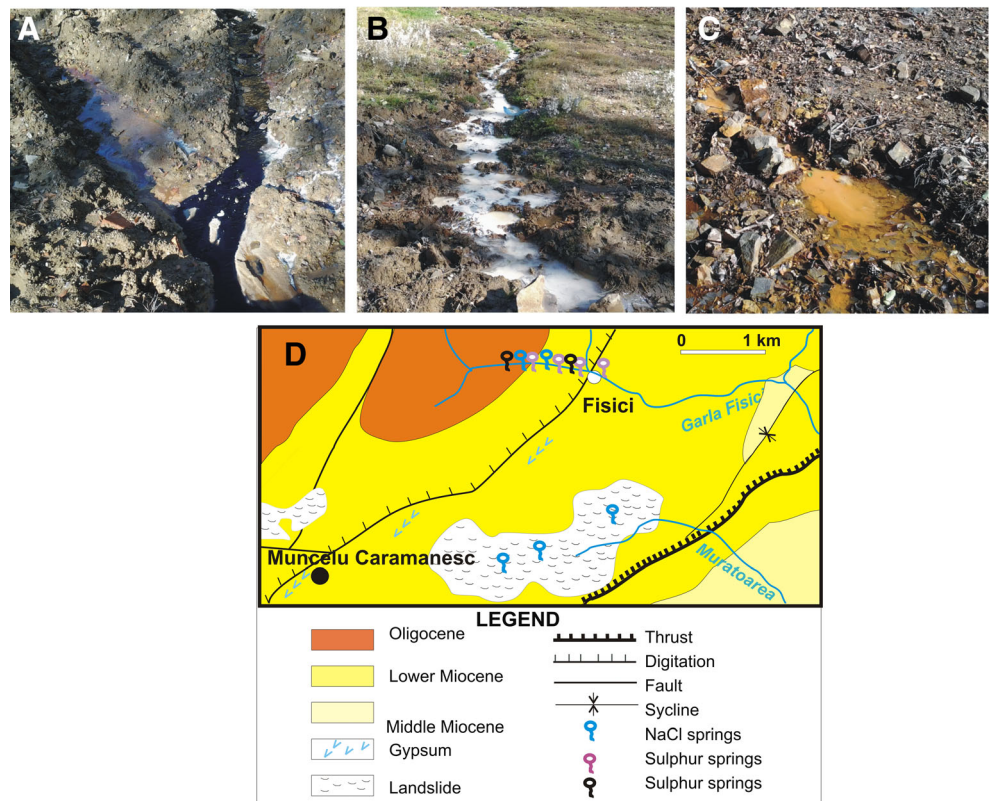 A
B
C
D
0 1 km
Fisici
Garla Fisici
Muncelu Caramanesc
Muratoarea
LEGEND
Oligocene
Lower Miocene
Middle Miocene
Gypsum
Landslide
Thrust
Digitation
Fault
Sycline
NaCl springs
Sulphur springs
Sulphur springs